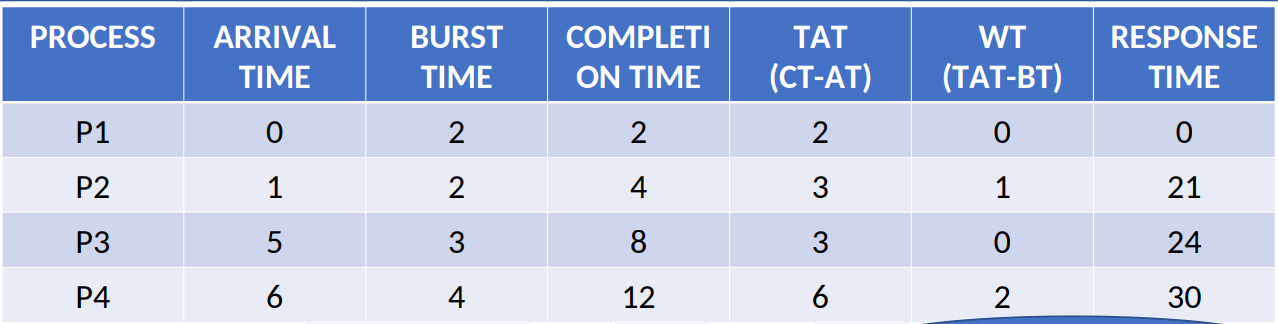 PROCESS ARRIVAL BURST COMPLETI TAT WT RESPONSE
TIME TIME ON TIME (CT-AT) (TAT-BT) TIME
P1 0 2 2 2 0 0
P2 1 2 4 3 1 21
P3 5 3 8 3 0 24
P4 6 4 12 6 2 30